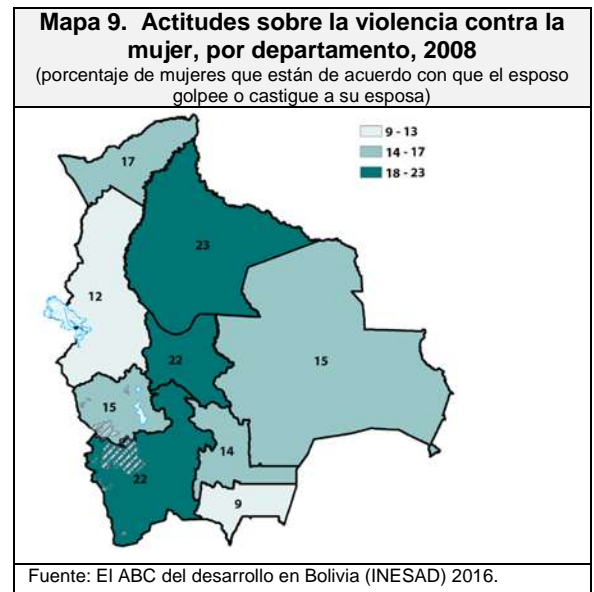 Mapa 9. Actitudes sobre la violencia contra la
mujer, por departamento, 2008
(porcentaje de mujeres que están de acuerdo con que el esposo
golpee o castigue a su esposa)
9 - 13
14 - 17
18 - 23
17
23
12
22
15
15
14
22
9
Fuente: El ABC del desarrollo en Bolivia (INESAD) 2016.